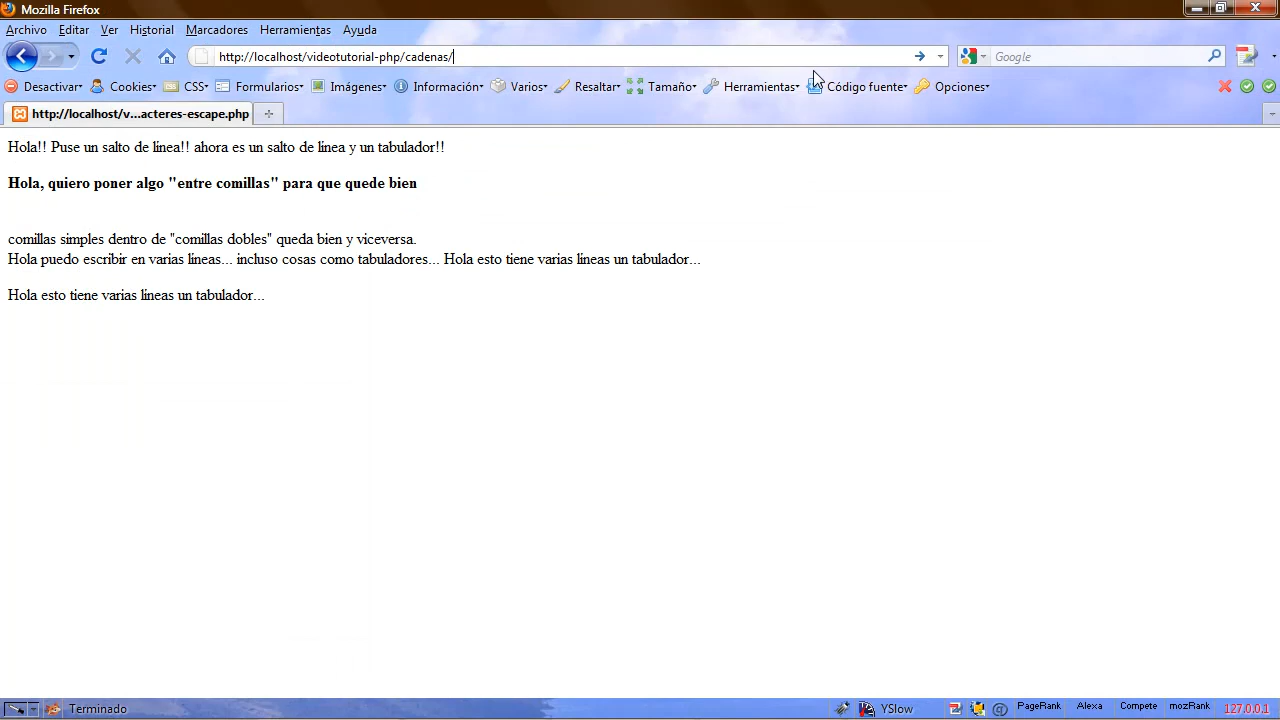 Mozilla Firefox
Archivo Editar Ver Historial Marcadores Herramientas Ayuda
http://localhost/videotutorial-php/cadenas/ Google
Desactivar Cookies CSS Formularios Imágenes Información Varios Resaltar Tamaño Herramientas Código fuente Opciones
http://localhost/v...acteres-escape.php
Hola!! Puse un salto de línea!! ahora es un salto de línea y un tabulador!!
Hola, quiero poner algo "entre comillas" para que quede bien
comillas simples dentro de "comillas dobles" queda bien y viceversa.
Hola puedo escribir en varias líneas... incluso cosas como tabuladores... Hola esto tiene varias líneas un tabulador...
Hola esto tiene varias líneas un tabulador...
Terminado YSlow PageRank Alexa Compete mozRank 127.0.0.1